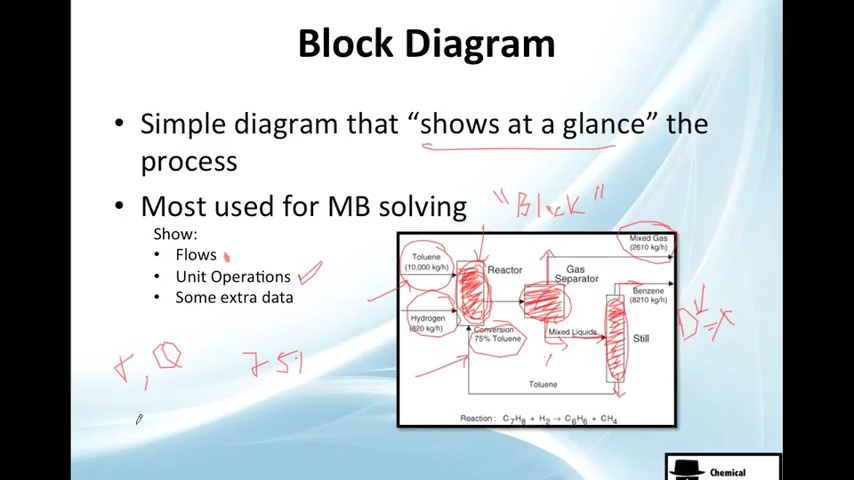 Block Diagram
• Simple diagram that “shows at a glance” the
process
• Most used for MB solving
"Block"
Show:
• Flows
• Unit Operations
• Some extra data
Toluene
(10,000 kg/h)
Reactor
Gas
Separator
Mixed Gas
(2610 kg/h)
Benzene
(8210 kg/h)
Hydrogen
(820 kg/h)
Conversion
75% Toluene
Mixed Liquids
Still
Toluene
Reaction : C₇H₈ + H₂ → C₆H₆ + CH₄
Chemical